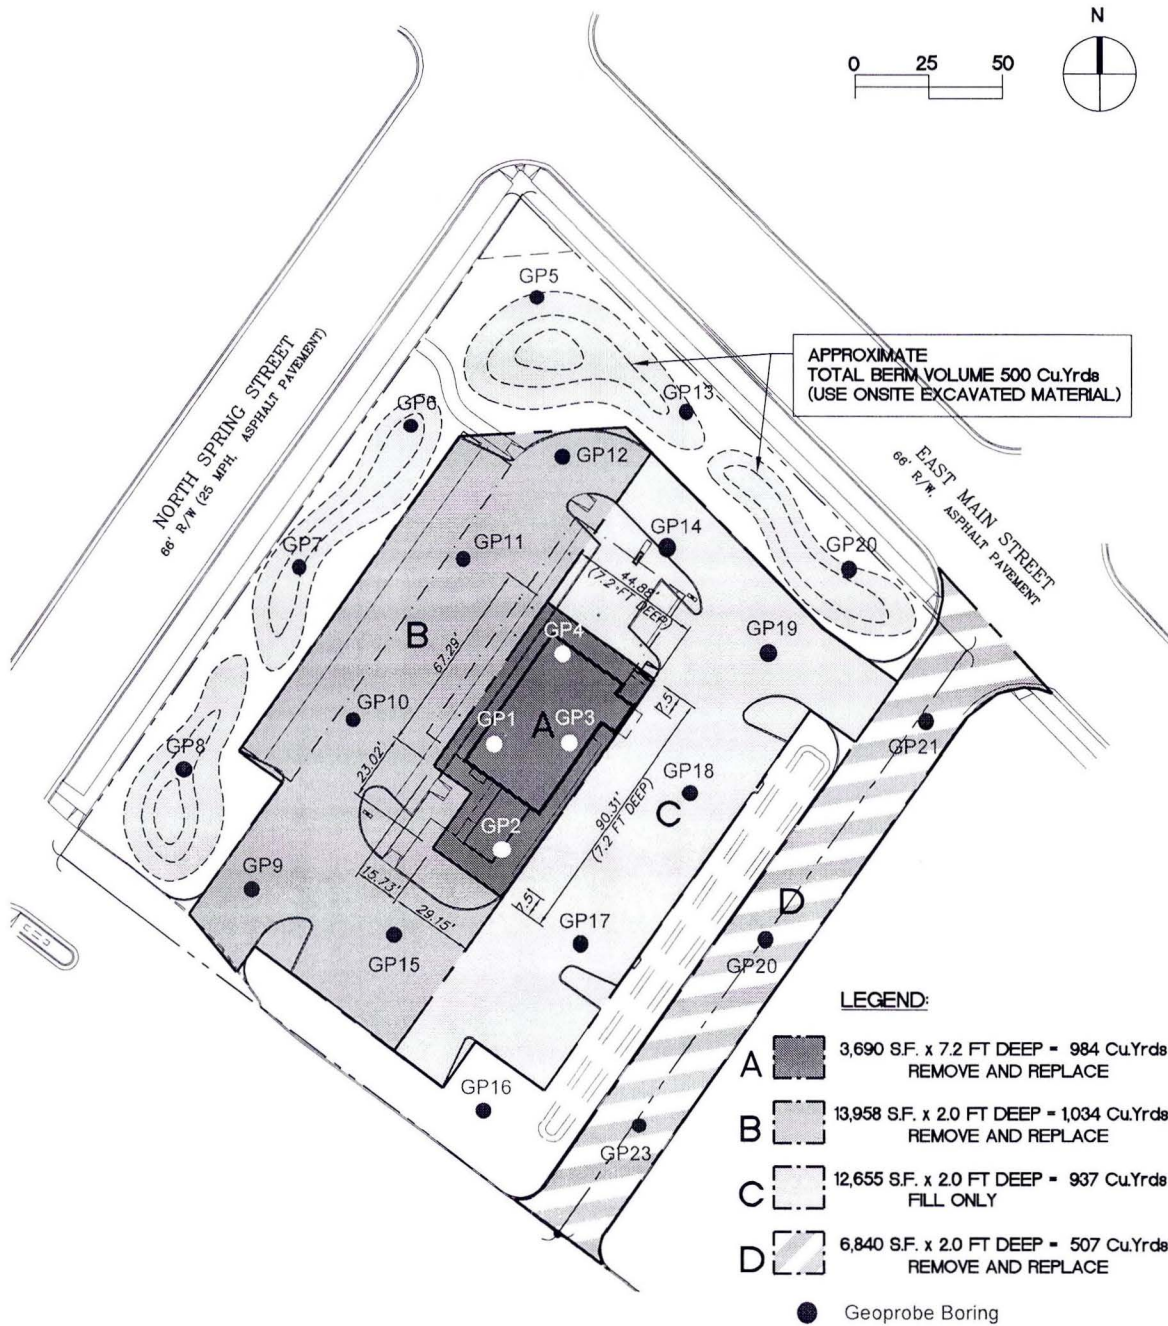 N
0 25 50
GP5
APPROXIMATE
TOTAL BERM VOLUME 500 Cu.Yrds
(USE ONSITE EXCAVATED MATERIAL)
GP13
GP6
NORTH SPRING STREET
66' R/W (25 MPH, ASPHALT PAVEMENT)
EAST MAIN STREET
66' R/W, ASPHALT PAVEMENT
GP12
GP14
GP11
GP7
GP20
44.88'
(7.2 FT DEEP)
B
GP4
GP19
67.29'
GP10
GP1
A
GP3
4.5'
GP21
GP8
23.02'
GP18
C
90.31'
(7.2 FT DEEP)
GP2
GP9
15.73'
29.15'
4.5'
GP17
D
GP15
GP20
LEGEND:
A 3,690 S.F. x 7.2 FT DEEP = 984 Cu.Yrds
REMOVE AND REPLACE
GP16
B 13,958 S.F. x 2.0 FT DEEP = 1,034 Cu.Yrds
REMOVE AND REPLACE
GP23
C 12,655 S.F. x 2.0 FT DEEP = 937 Cu.Yrds
FILL ONLY
D 6,840 S.F. x 2.0 FT DEEP = 507 Cu.Yrds
REMOVE AND REPLACE
Geoprobe Boring